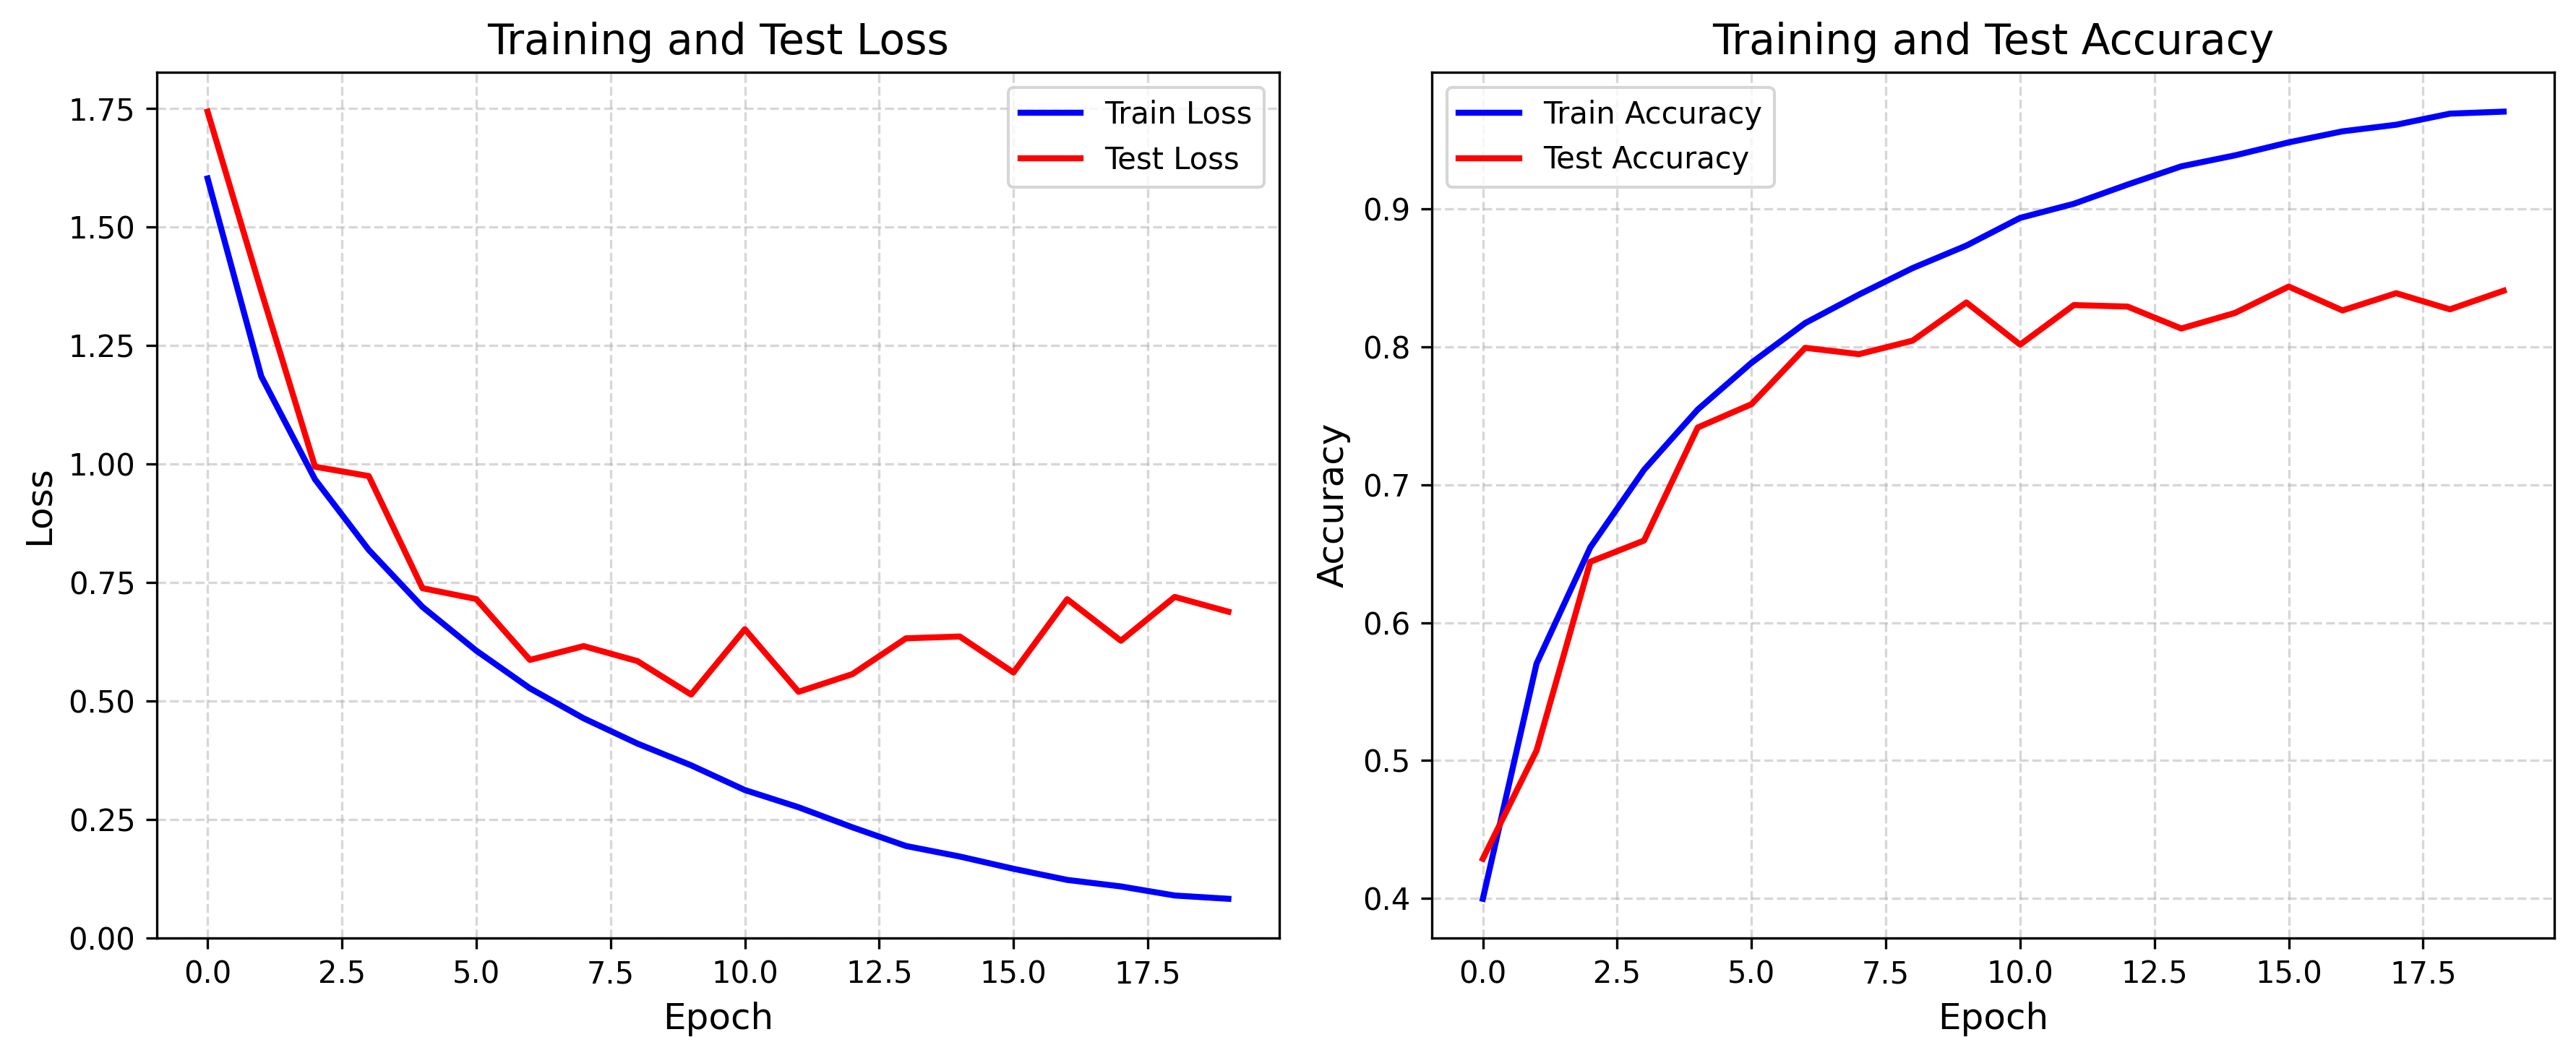 Training and Test Loss
Train Loss
Test Loss
1.75
1.50
1.25
1.00
0.75
0.50
0.25
0.00
Loss
0.0 2.5 5.0 7.5 10.0 12.5 15.0 17.5
Epoch
Training and Test Accuracy
Train Accuracy
Test Accuracy
0.9
0.8
0.7
0.6
0.5
0.4
Accuracy
0.0 2.5 5.0 7.5 10.0 12.5 15.0 17.5
Epoch